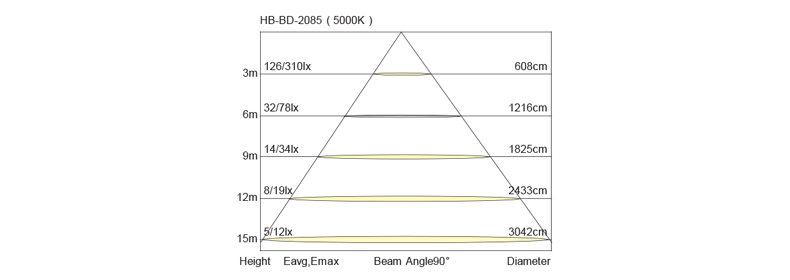 HB-BD-2085 ( 5000K )
126/310lx 608cm
3m
32/78lx 1216cm
6m
14/34lx 1825cm
9m
8/19lx 2433cm
12m
5/12lx 3042cm
15m
Height Eavg,Emax Beam Angle90° Diameter